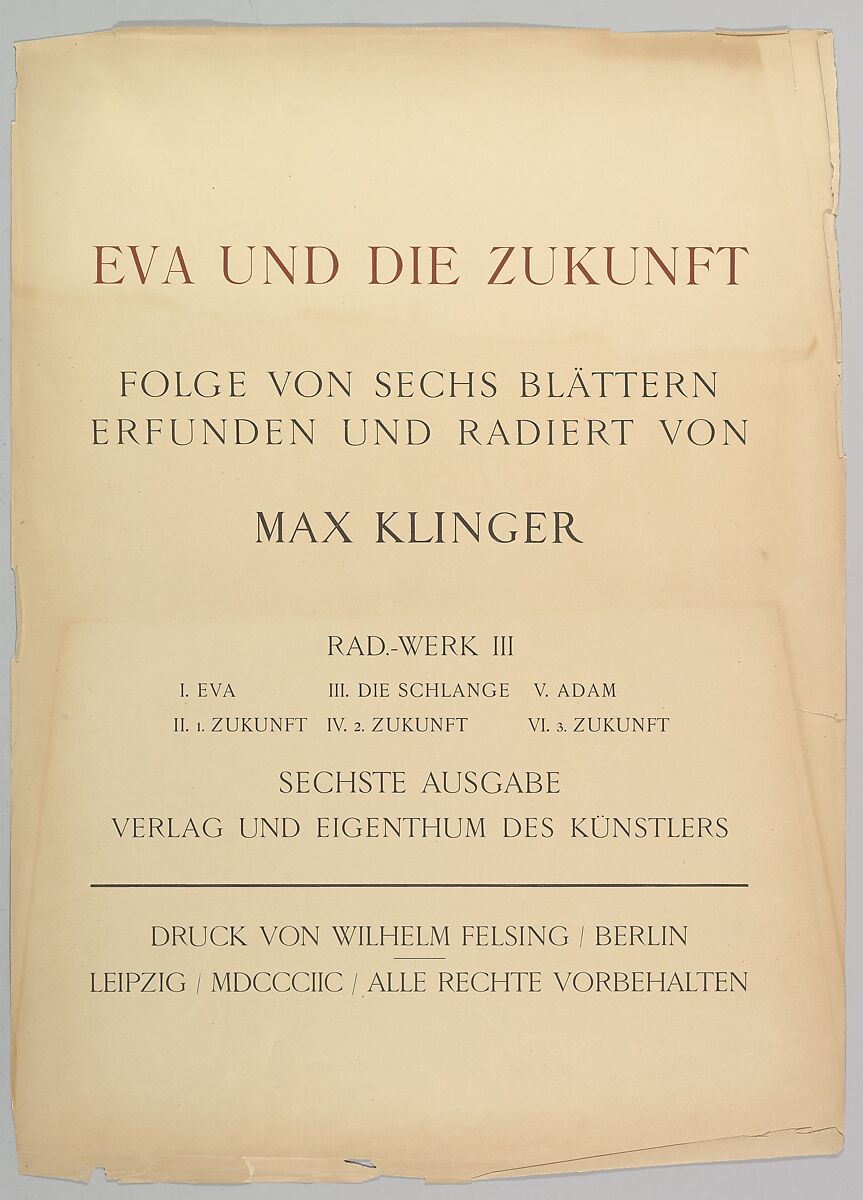 EVA UND DIE ZUKUNFT
FOLGE VON SECHS BLÄTTERN
ERFUNDEN UND RADIERT VON
MAX KLINGER
RAD.-WERK III
I. EVA III. DIE SCHLANGE V. ADAM
II. 1. ZUKUNFT IV. 2. ZUKUNFT VI. 3. ZUKUNFT
SECHSTE AUSGABE
VERLAG UND EIGENTHUM DES KÜNSTLERS
DRUCK VON WILHELM FELSING / BERLIN
LEIPZIG / MDCCCIIC / ALLE RECHTE VORBEHALTEN